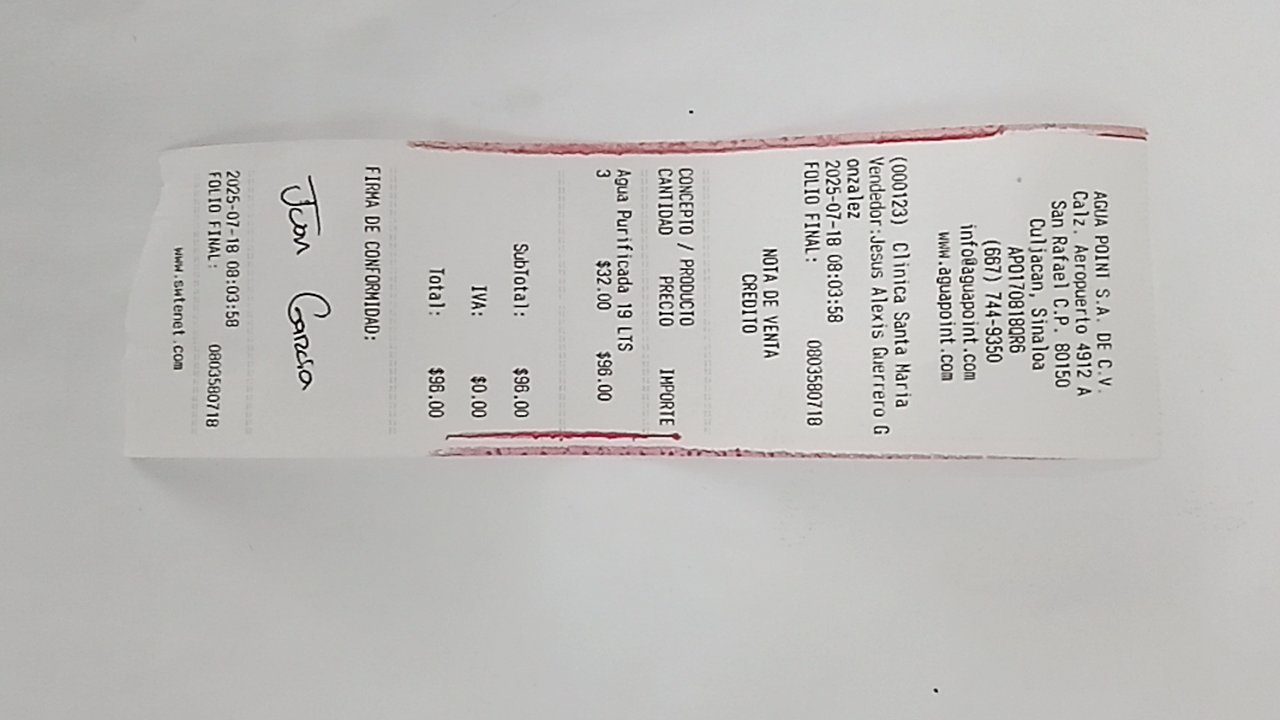 AGUA POINT S.A. DE C.V.
Calz. Aeropuerto 4912 A
San Rafael C.P. 80150
Culjacan, Sinaloa
APO170818QR6
(667) 744-9350
info@aguapoint.com
www.aguapoint.com
(000123) Clinica Santa Maria
Vendedor:Jesus Alexis Guerrero G
onzalez
2025-07-18 08:03:58
FOLIO FINAL: 0803580718
NOTA DE VENTA
CREDITO
CONCEPTO / PRODUCTO
CANTIDAD PRECIO IMPORTE
Agua Purificada 19 LTS
3 $32.00 $96.00
SubTotal: $96.00
IVA: $0.00
Total: $96.00
FIRMA DE CONFORMIDAD:
Juan Garcia
2025-07-18 08:03:58
FOLIO FINAL: 0803580718
www.swtenet.com